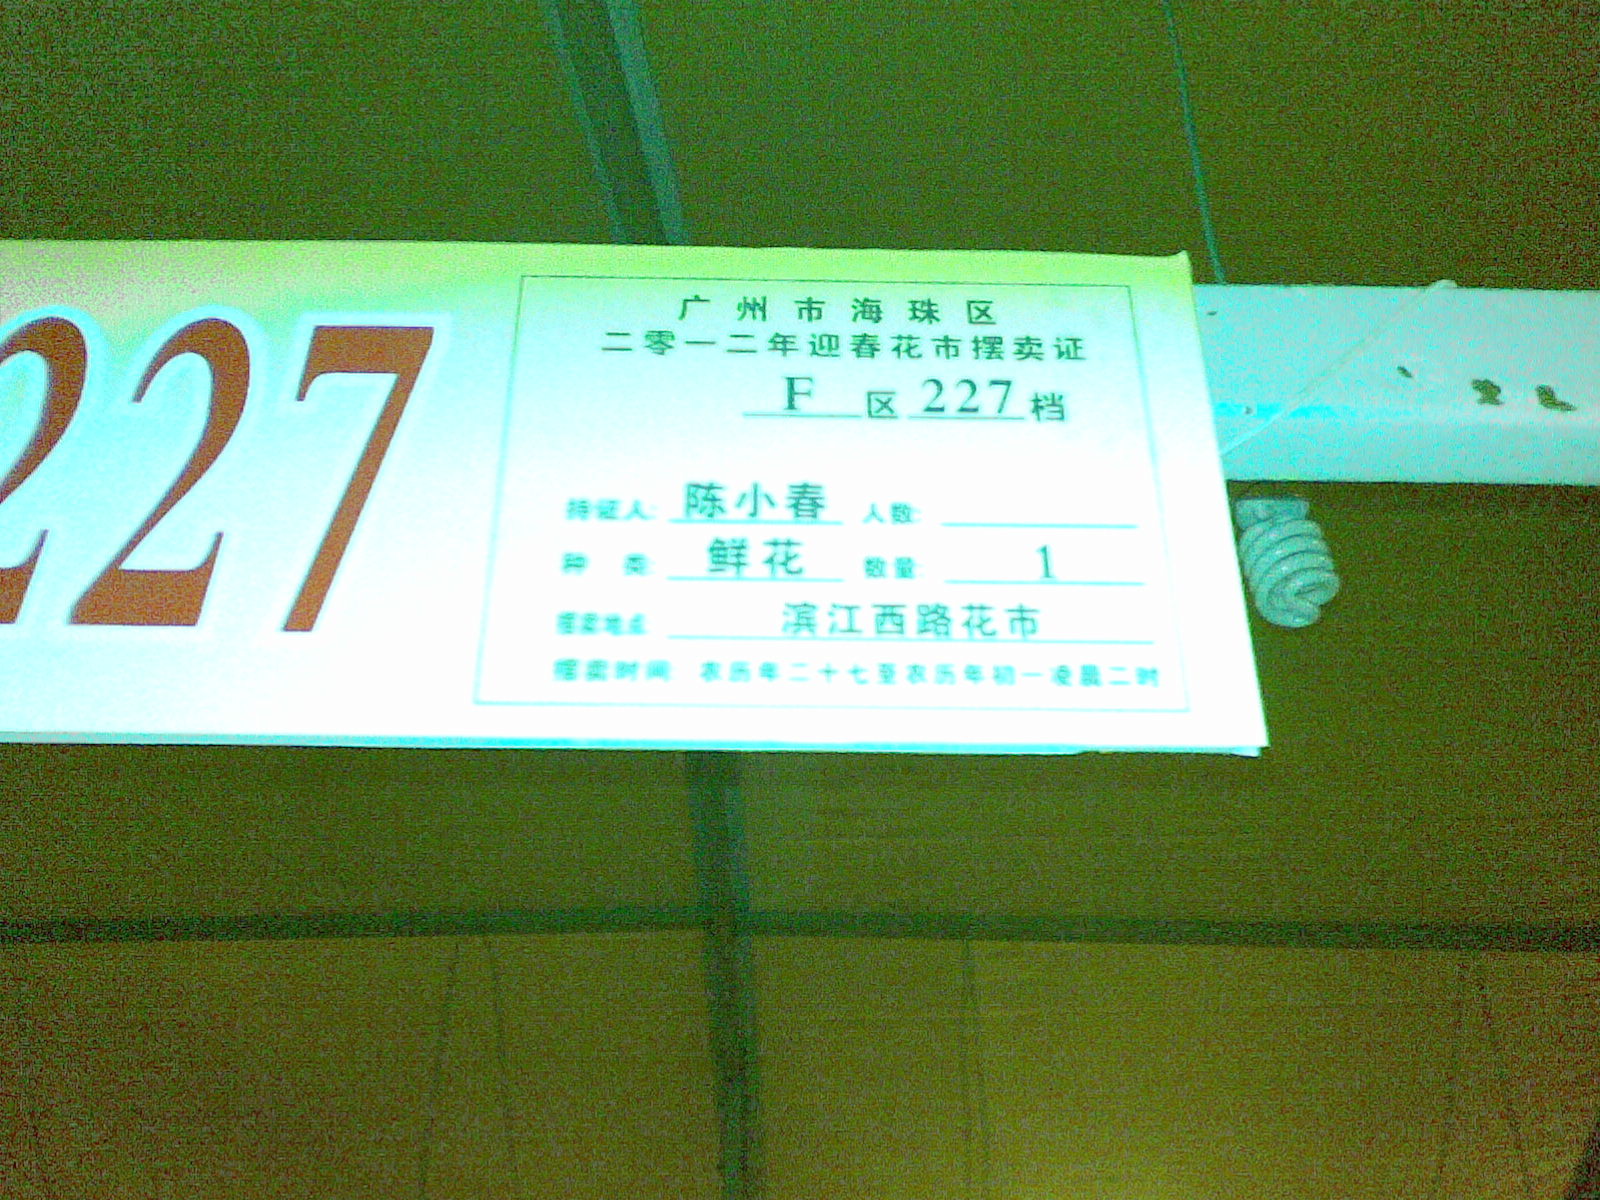 227
广州市海珠区
二零一二年迎春花市摆卖证
F 区 227 档
持证人: 陈小春 人数:
种 类: 鲜花 数量: 1
摆卖地点: 滨江西路花市
摆卖时间: 农历年二十七至农历年初一凌晨二时